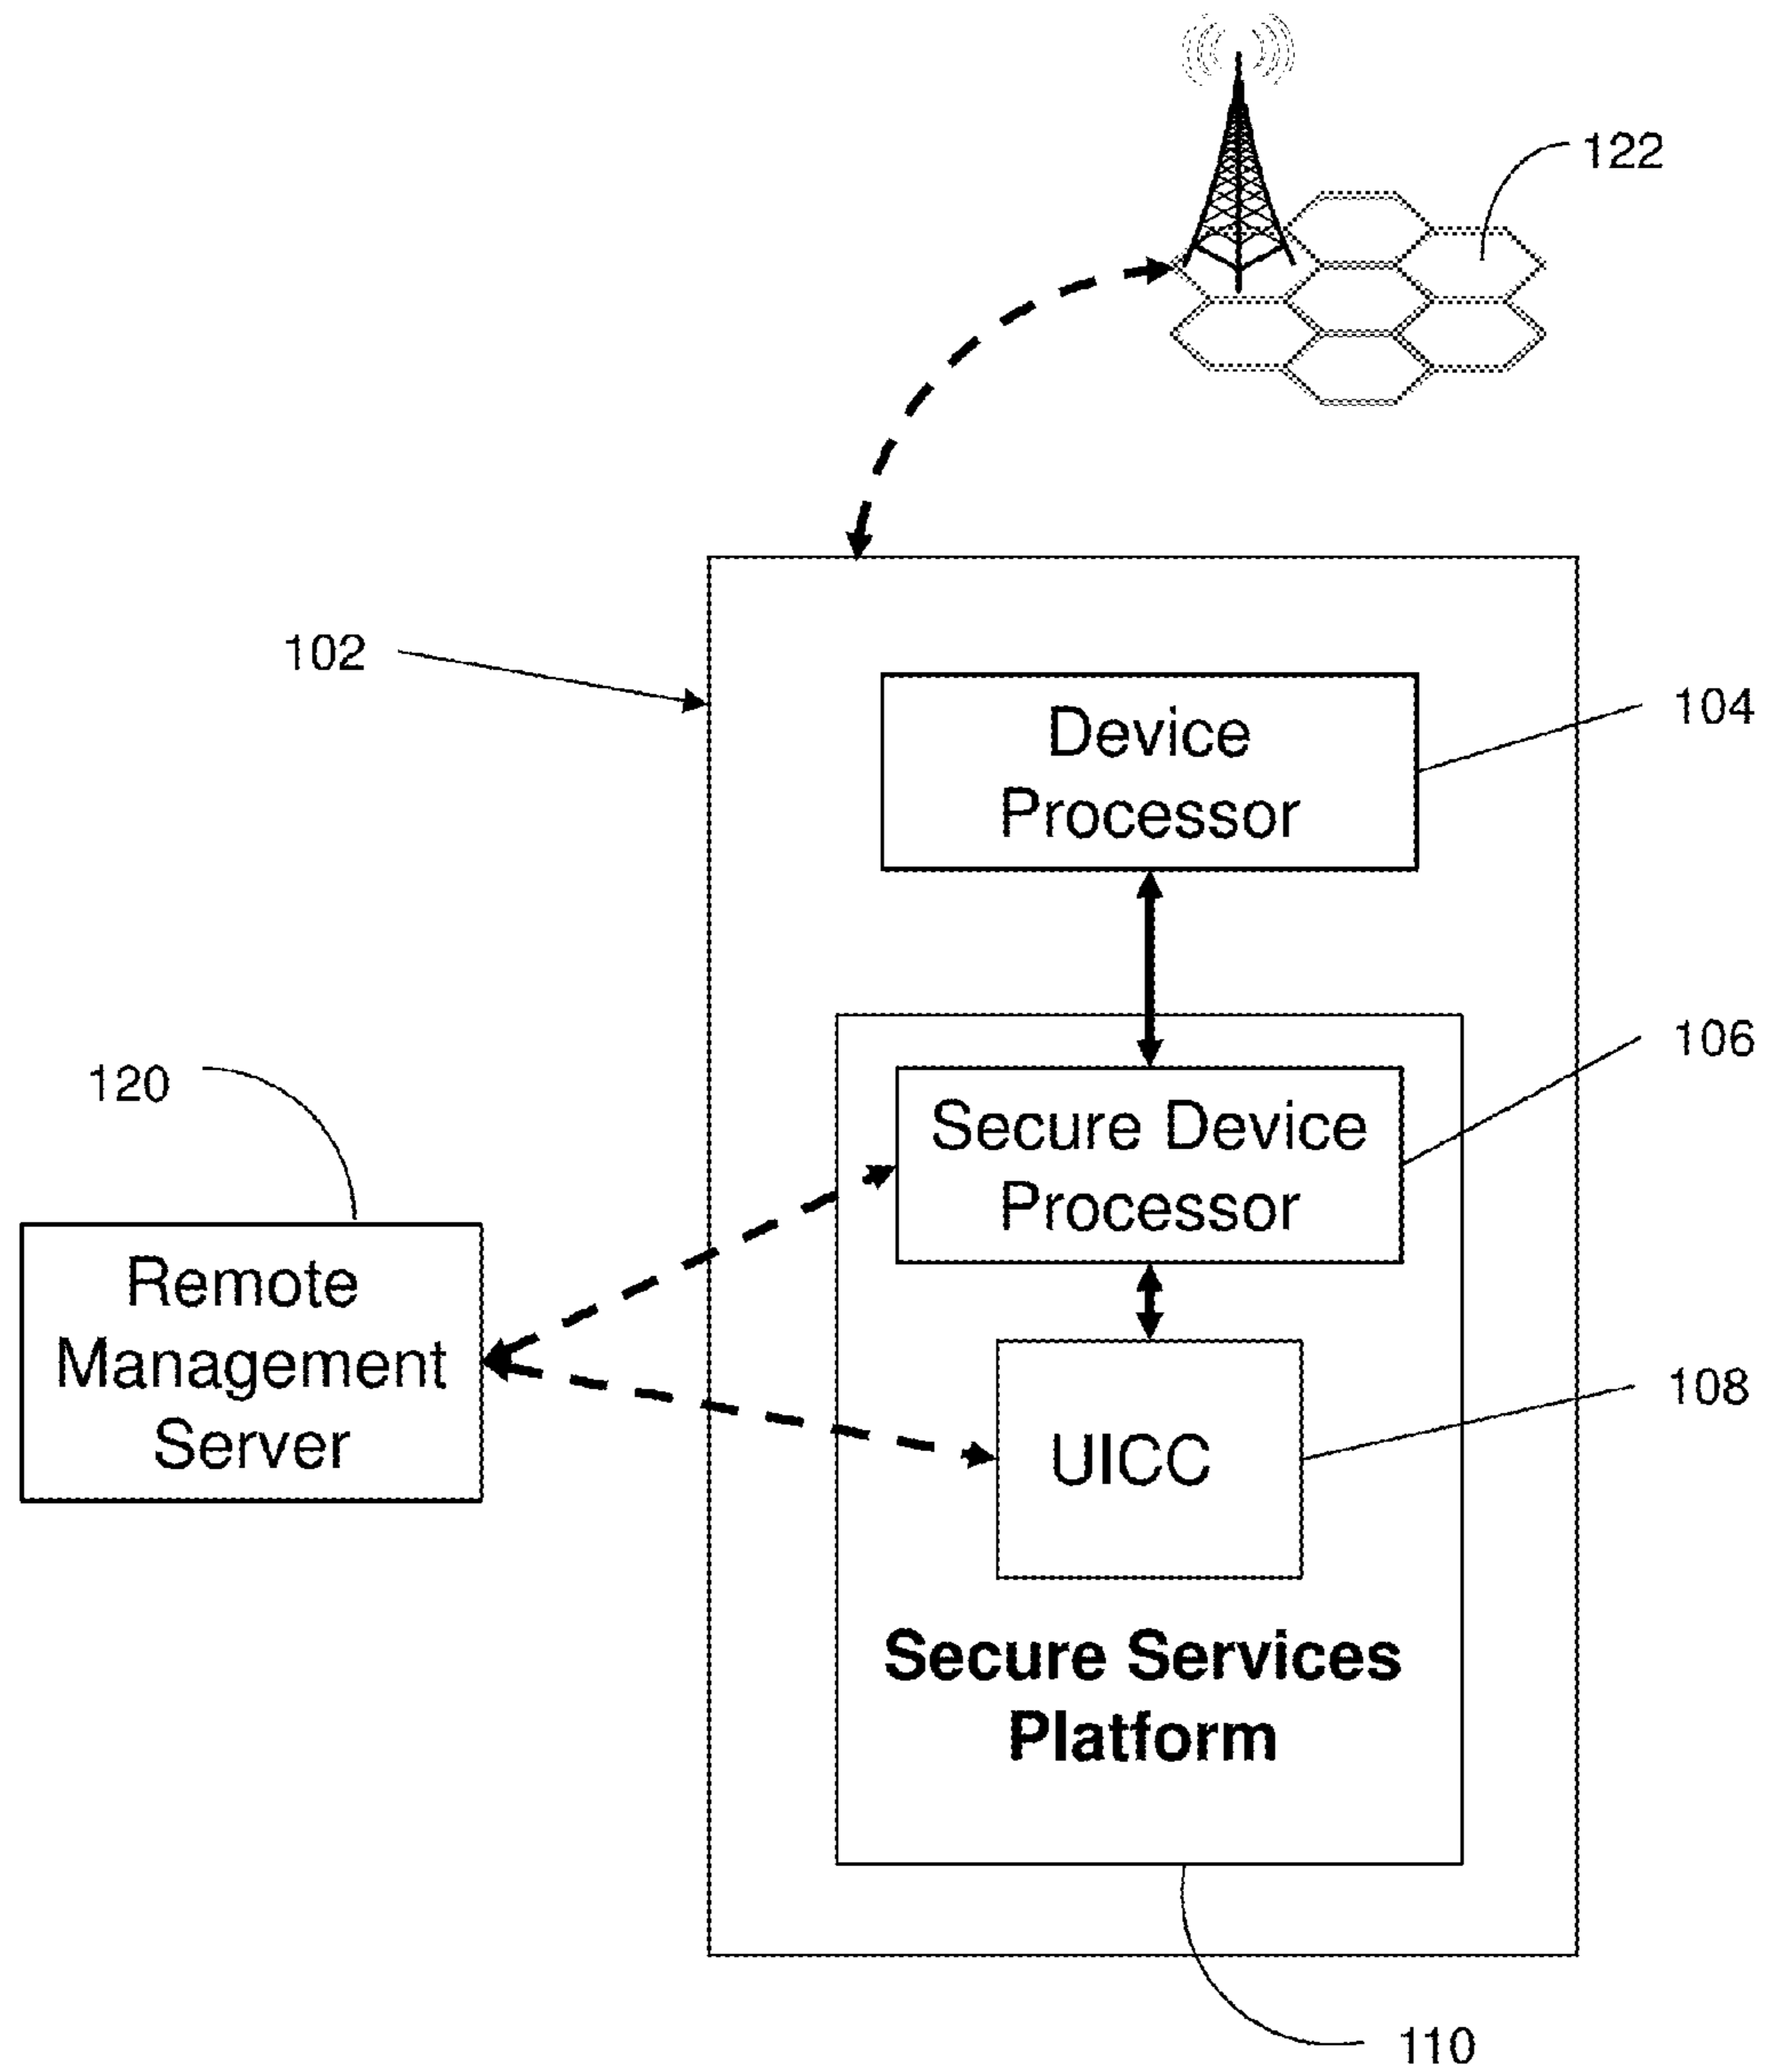 122
102
Device
Processor
104
106
120
Secure Device
Processor
Remote
Management
Server
108
UICC
Secure Services
Platform
110